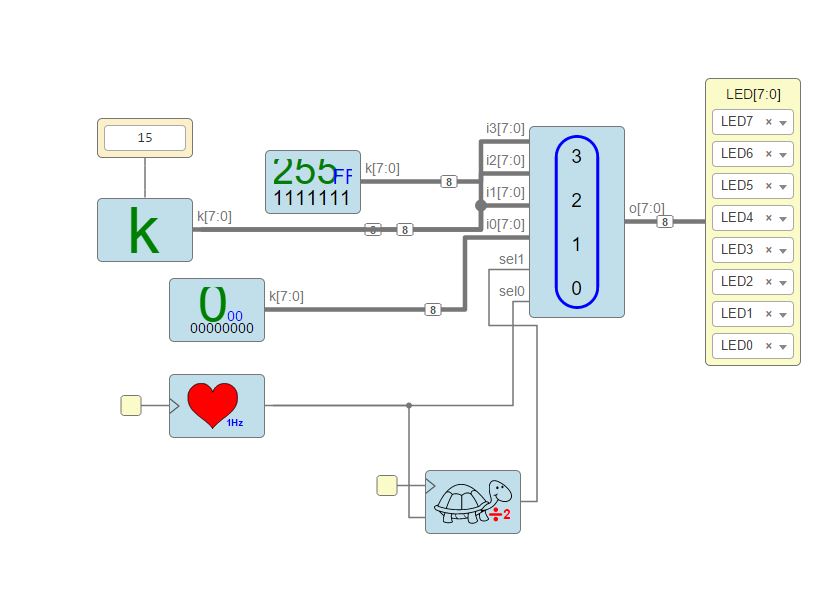 LED[7:0]
LED7 ×
LED6 ×
LED5 ×
LED4 ×
LED3 ×
LED2 ×
LED1 ×
LED0 ×
15
k
k[7:0]
8
8
255 FF
1111111
k[7:0]
8
0 00
00000000
k[7:0]
8
i3[7:0]
i2[7:0]
i1[7:0]
i0[7:0]
sel1
sel0
3
2
1
0
o[7:0]
8
1Hz
÷2